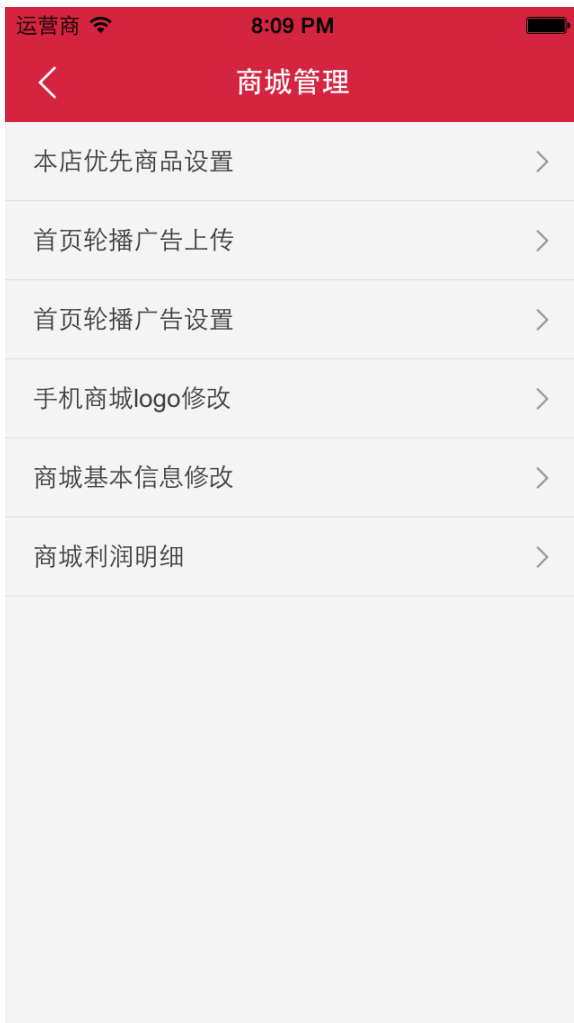 运营商 8:09 PM
商城管理
本店优先商品设置
首页轮播广告上传
首页轮播广告设置
手机商城logo修改
商城基本信息修改
商城利润明细